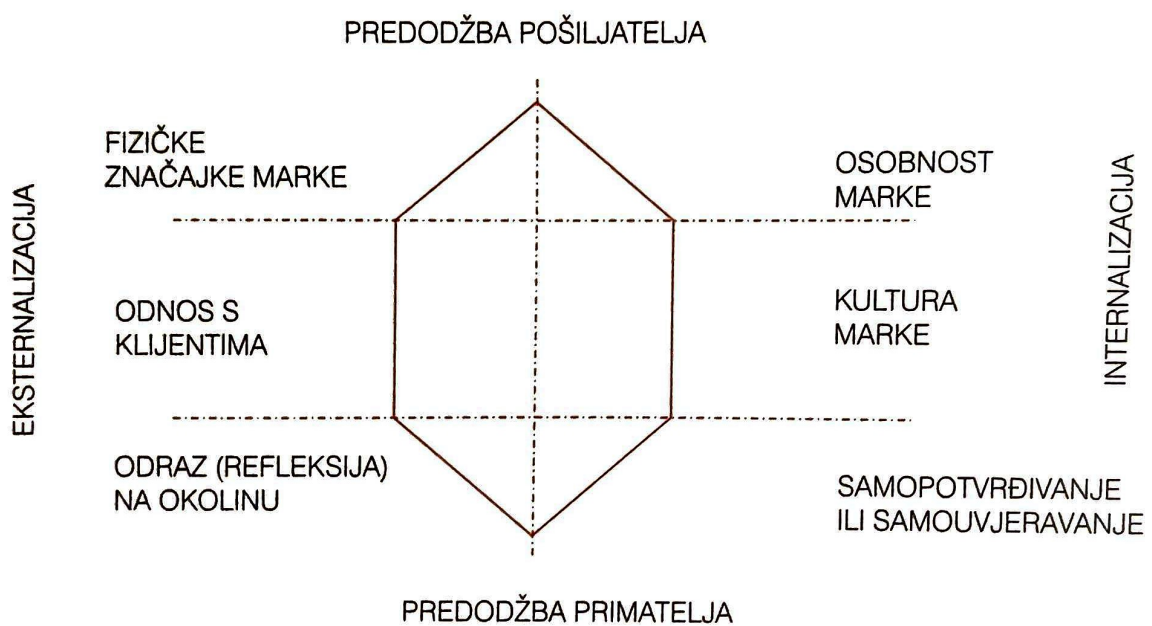 PREDODŽBA POŠILJATELJA
FIZIČKE
ZNAČAJKE MARKE
OSOBNOST
MARKE
EKSTERNALIZACIJA
ODNOS S
KLIJENTIMA
KULTURA
MARKE
INTERNALIZACIJA
ODRAZ (REFLEKSIJA)
NA OKOLINU
SAMOPOTVRĐIVANJE
ILI SAMOUVJERAVANJE
PREDODŽBA PRIMATELJA